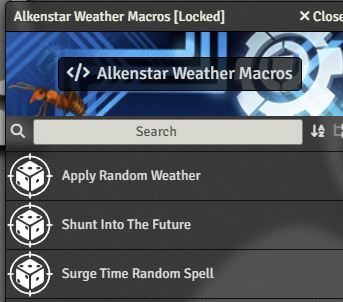 Alkenstar Weather Macros [Locked]
Close
</> Alkenstar Weather Macros
Search
Apply Random Weather
Shunt Into The Future
Surge Time Random Spell